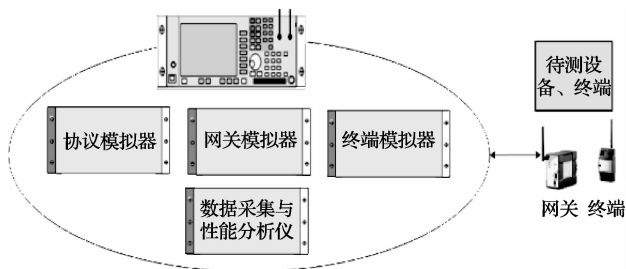 待测设
备、终端
协议模拟器
网关模拟器
终端模拟器
数据采集与
性能分析仪
网关 终端